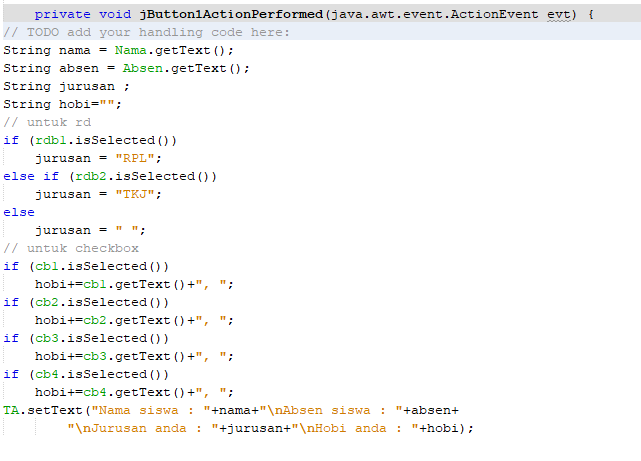 private void jButton1ActionPerformed(java.awt.event.ActionEvent evt) {
// TODO add your handling code here:
String nama = Nama.getText();
String absen = Absen.getText();
String jurusan ;
String hobi="";
// untuk rd
if (rdb1.isSelected())
    jurusan = "RPL";
else if (rdb2.isSelected())
    jurusan = "TKJ";
else
    jurusan = " ";
// untuk checkbox
if (cb1.isSelected())
    hobi+=cb1.getText()+", ";
if (cb2.isSelected())
    hobi+=cb2.getText()+", ";
if (cb3.isSelected())
    hobi+=cb3.getText()+", ";
if (cb4.isSelected())
    hobi+=cb4.getText()+", ";
TA.setText("Nama siswa : "+nama+"\nAbsen siswa : "+absen+
        "\nJurusan anda : "+jurusan+"\nHobi anda : "+hobi);